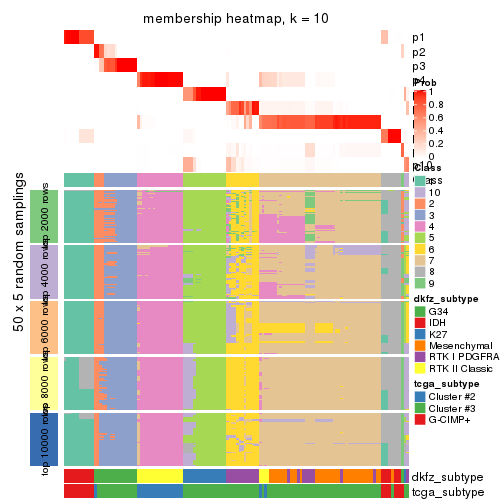 membership heatmap, k = 10
p1
p2
p3
p4
p10
Prob
1
0.8
0.6
0.4
0.2
0
Class
1
10
2
3
4
5
6
7
8
9
dkfz_subtype
G34
IDH
K27
Mesenchymal
RTK I PDGFRA
RTK II Classic
tcga_subtype
Cluster #2
Cluster #3
G-CIMP+
50 x 5 random samplings
top 2000 rows
top 4000 rows
top 6000 rows
top 8000 rows
top 10000 rows
dkfz_subtype
tcga_subtype